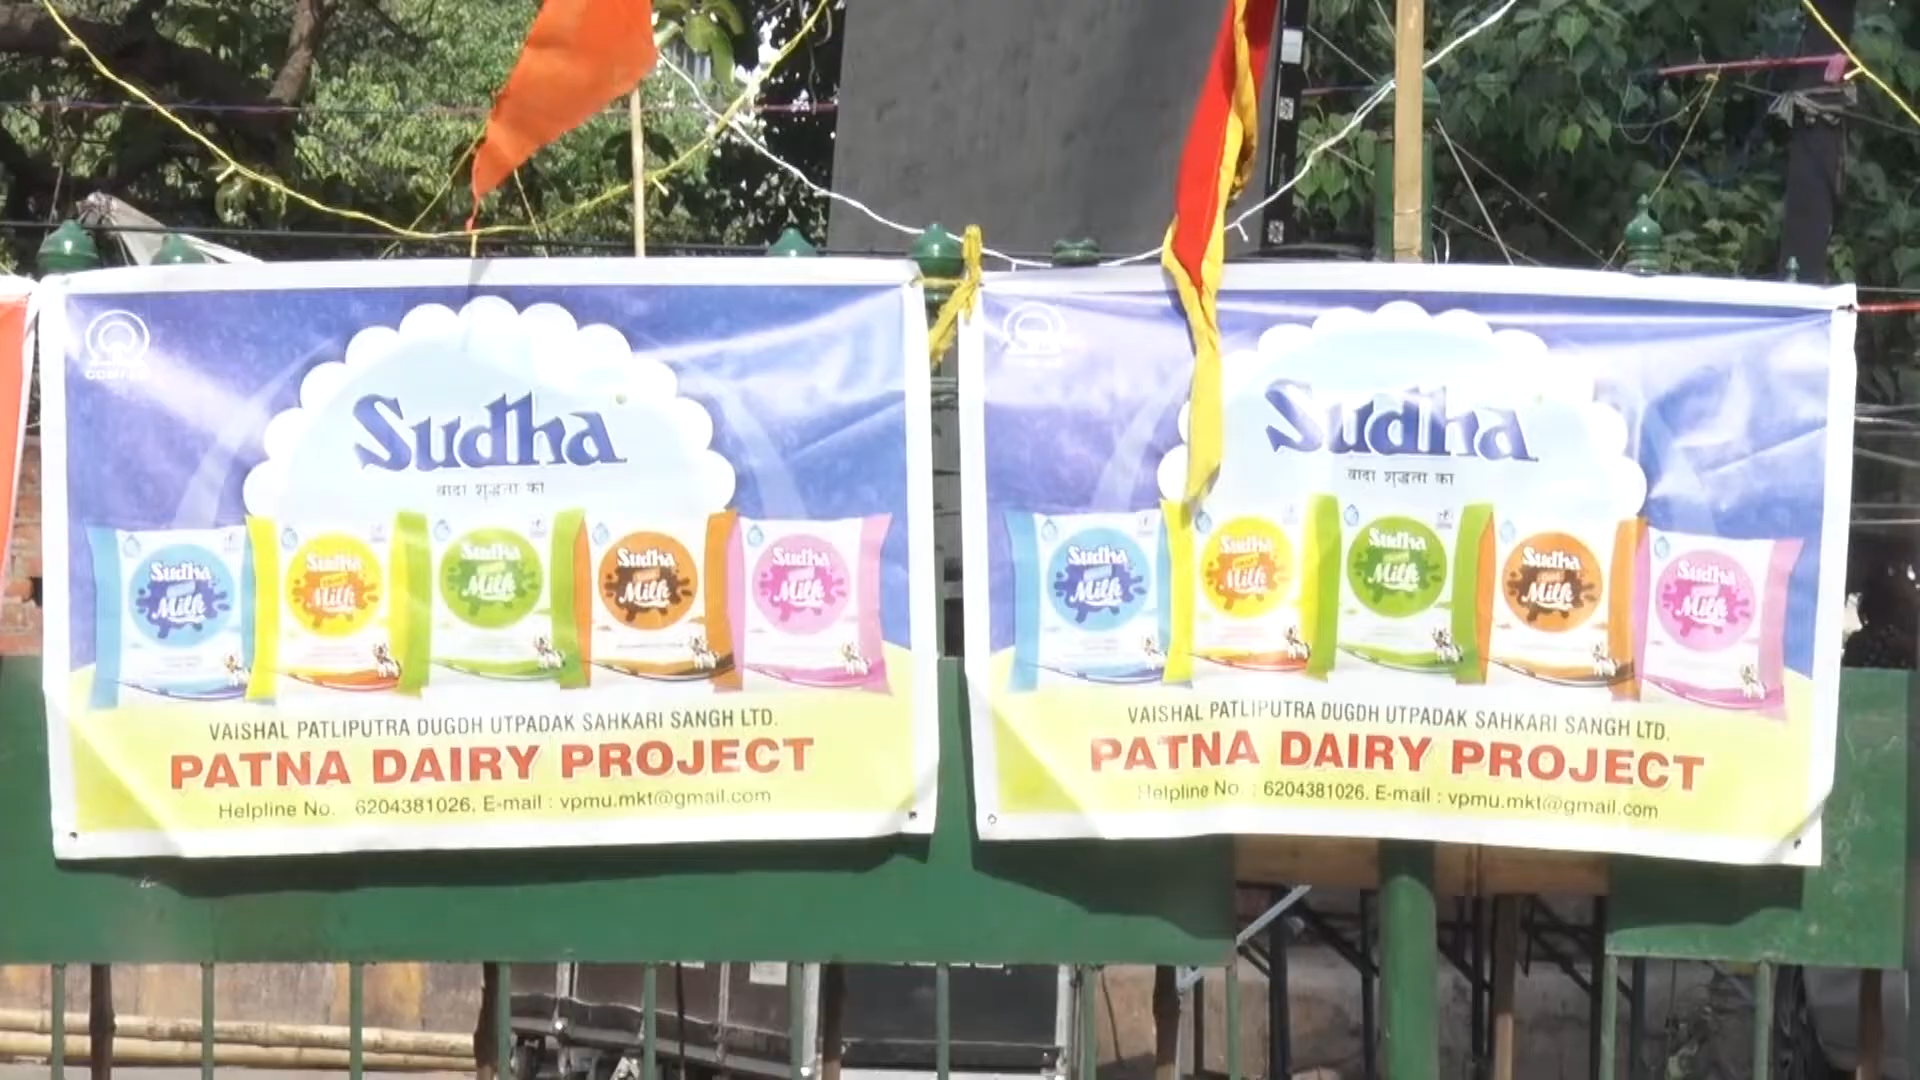 COMFED
Sudha
वादा शुद्धता का
Sudha
Milk
Sudha
Milk
Sudha
Milk
Sudha
Milk
Sudha
Milk
VAISHAL PATLIPUTRA DUGDH UTPADAK SAHKARI SANGH LTD.
PATNA DAIRY PROJECT
Helpline No. 6204381026, E-mail : vpmu.mkt@gmail.com
Sudha
वादा शुद्धता का
Sudha
Milk
Sudha
Milk
Sudha
Milk
Sudha
Milk
Sudha
Milk
VAISHAL PATLIPUTRA DUGDH UTPADAK SAHKARI SANGH LTD.
PATNA DAIRY PROJECT
Helpline No. : 6204381026, E-mail : vpmu.mkt@gmail.com